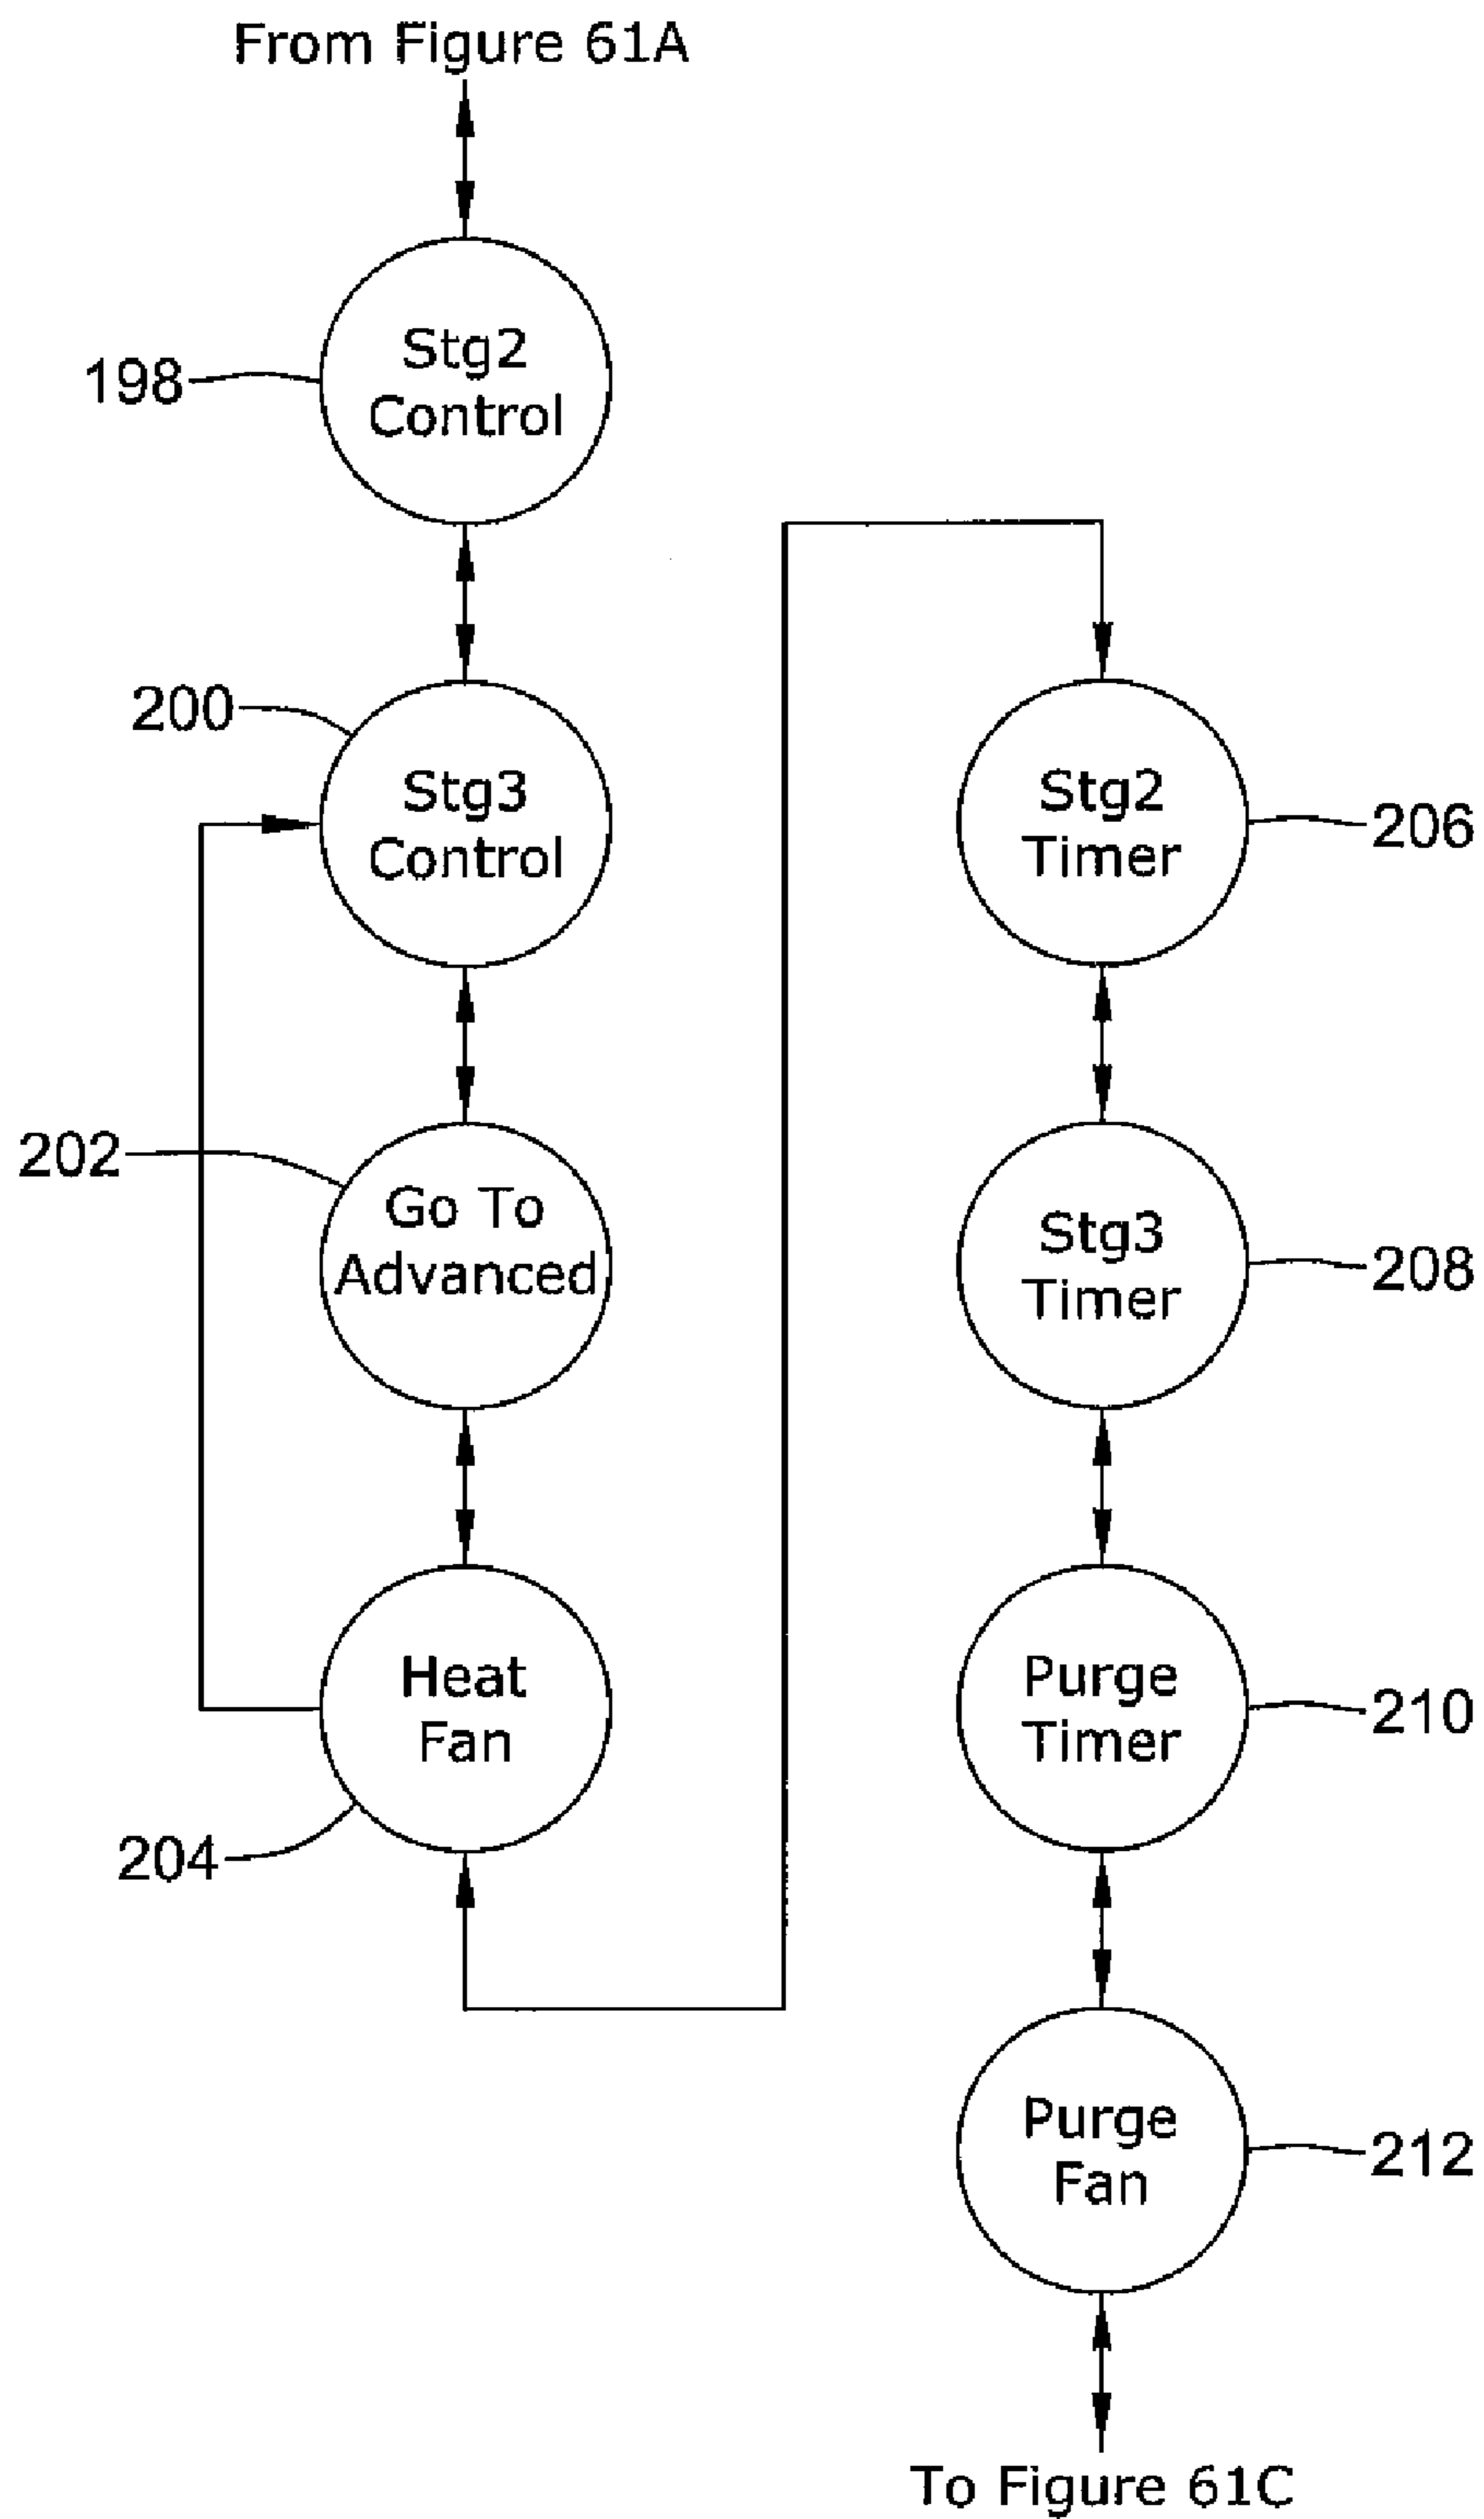 From Figure 61A
Stg2
Control
198
200
Stg3
Control
202
Go To
Advanced
Heat
Fan
204
Stg2
Timer
206
Stg3
Timer
208
Purge
Timer
210
Purge
Fan
212
To Figure 61C